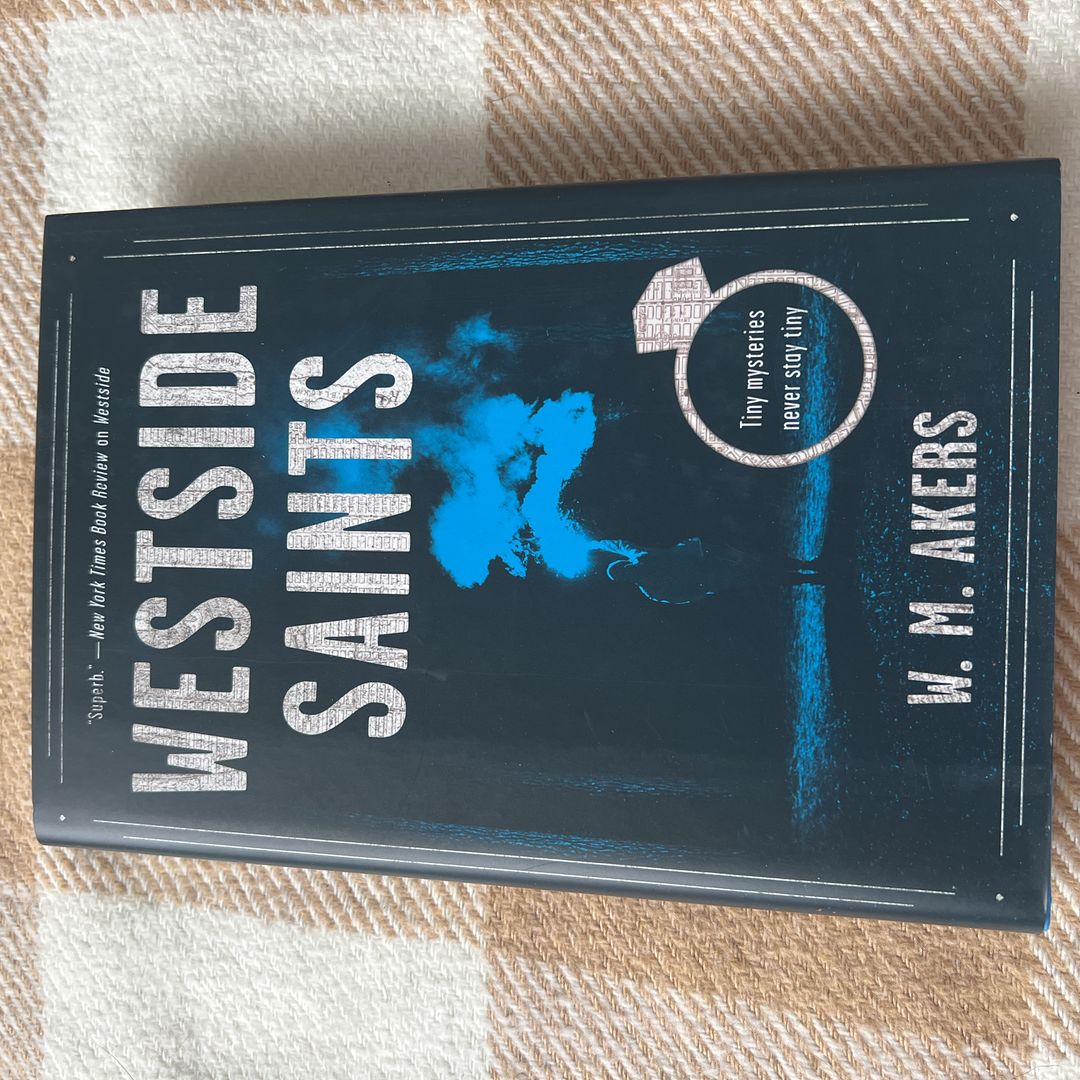 "Superb." —New York Times Book Review on Westside
WESTSIDE
SAINTS
Tiny mysteries
never stay tiny
W. M. AKERS